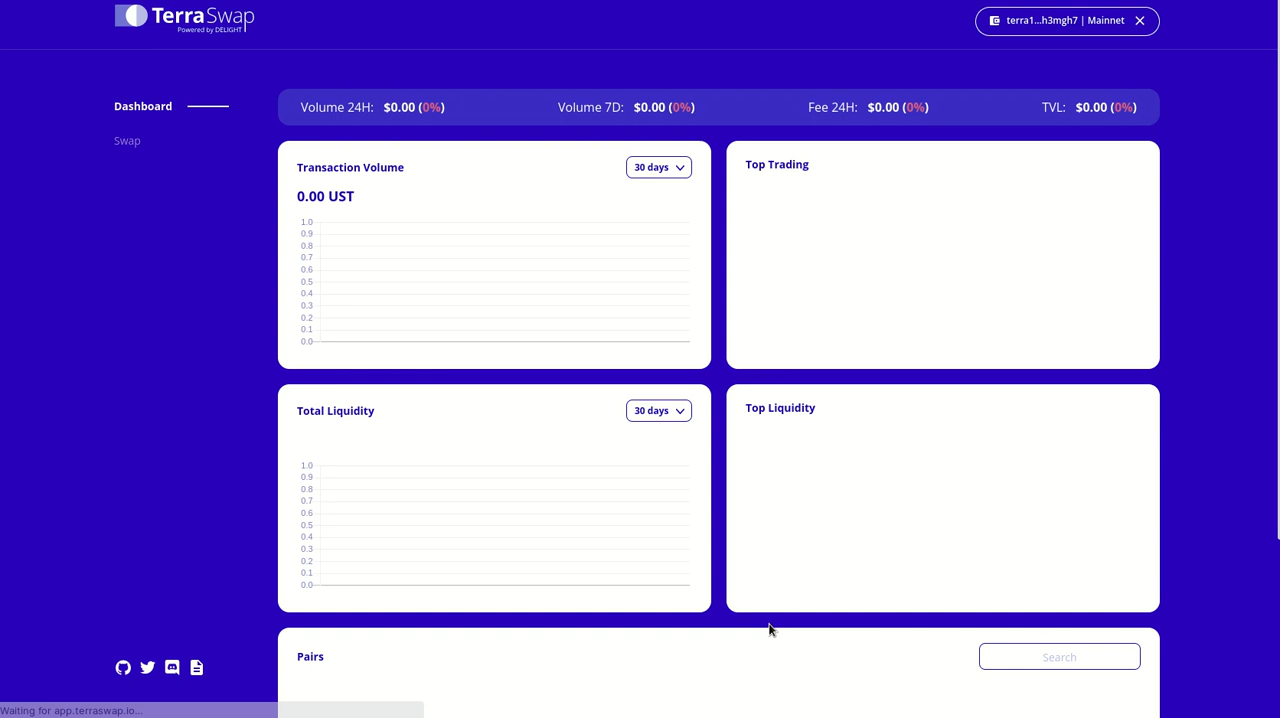 TerraSwap
Powered by DELIGHT
terra1...h3mgh7 | Mainnet
Dashboard
Swap
Volume 24H: $0.00 (0%)
Volume 7D: $0.00 (0%)
Fee 24H: $0.00 (0%)
TVL: $0.00 (0%)
Transaction Volume
30 days
0.00 UST
1.0
0.9
0.8
0.7
0.6
0.5
0.4
0.3
0.2
0.1
0.0
Top Trading
Total Liquidity
30 days
1.0
0.9
0.8
0.7
0.6
0.5
0.4
0.3
0.2
0.1
0.0
Top Liquidity
Pairs
Search
Waiting for app.terraswap.io...